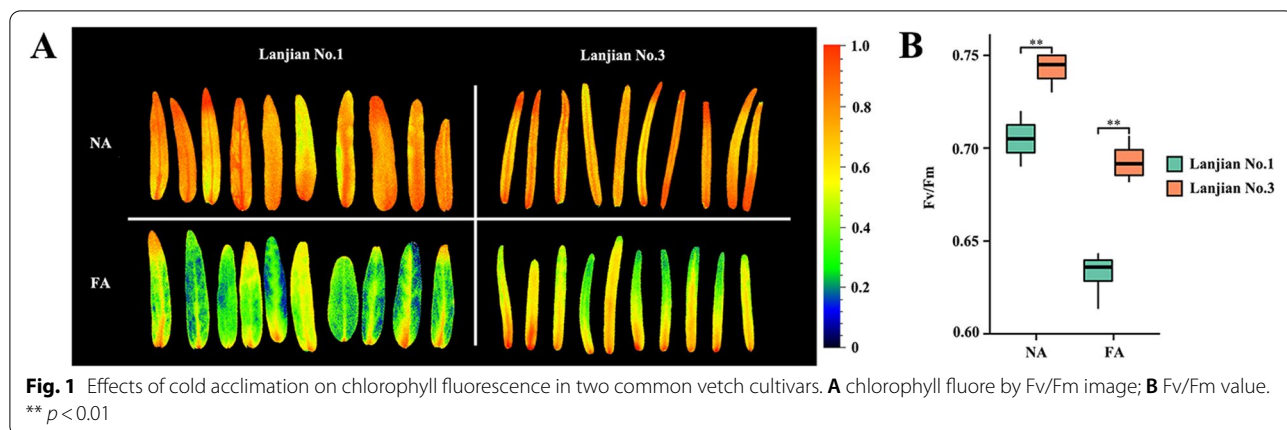 A
Lanjian No.1
Lanjian No.3
NA
FA
1.0
0.8
0.6
0.4
0.2
0
B
**
**
0.75
0.70
0.65
0.60
Fv/Fm
NA
FA
Lanjian No.1
Lanjian No.3
Fig. 1 Effects of cold acclimation on chlorophyll fluorescence in two common vetch cultivars. A chlorophyll fluore by Fv/Fm image; B Fv/Fm value.
** p < 0.01